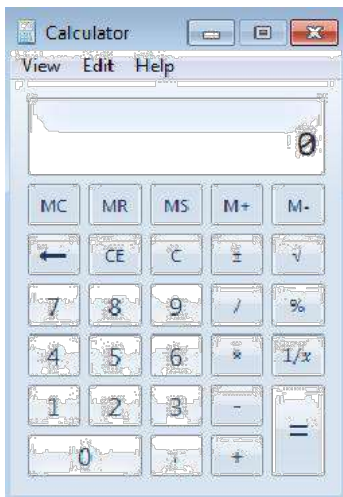 Calculator
View Edit Help
0
MC MR MS M+ M-
← CE C ± √
7 8 9 / %
4 5 6 * 1/x
1 2 3 - =
0 . +